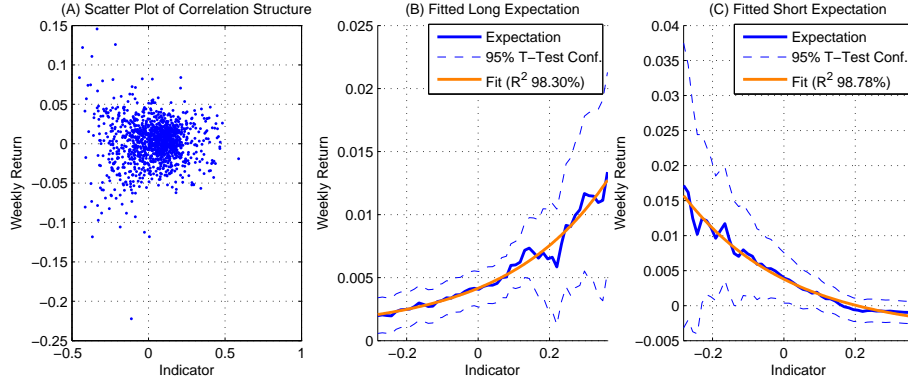 (A) Scatter Plot of Correlation Structure
0.15
0.1
0.05
0
−0.05
−0.1
−0.15
−0.2
−0.25
−0.5
0
0.5
1
Weekly Return
Indicator
(B) Fitted Long Expectation
Expectation
95% T−Test Conf.
Fit (R² 98.30%)
0.025
0.02
0.015
0.01
0.005
0
−0.2
0
0.2
Weekly Return
Indicator
(C) Fitted Short Expectation
Expectation
95% T−Test Conf.
Fit (R² 98.78%)
0.04
0.03
0.02
0.015
0.01
0.005
0
−0.005
0.035
0.025
−0.2
0
0.2
Weekly Return
Indicator